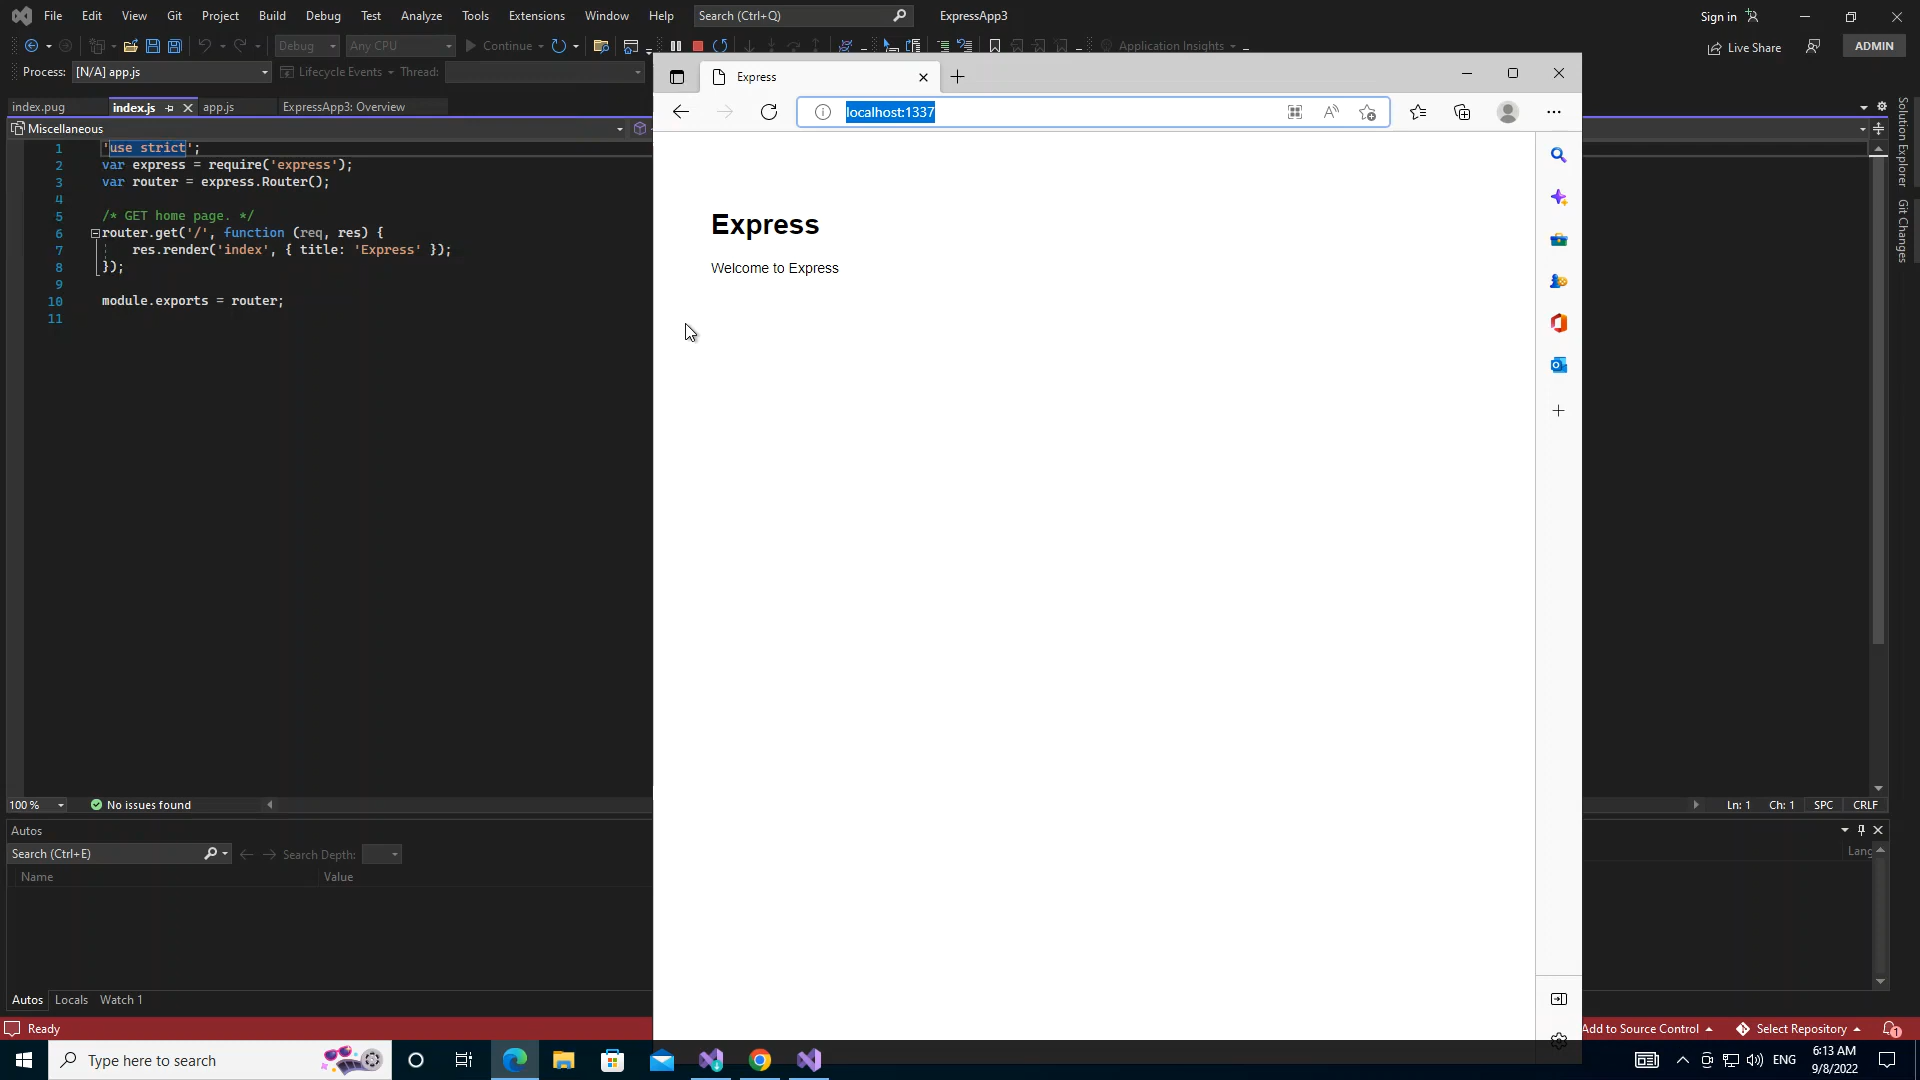 File Edit View Git Project Build Debug Test Analyze Tools Extensions Window Help Search (Ctrl+Q) ExpressApp3 Sign in
Debug Any CPU Continue Application Insights Live Share ADMIN
Process: [N/A] app.js Lifecycle Events Thread:
Express
localhost:1337
index.pug index.js app.js ExpressApp3: Overview
Miscellaneous
1 'use strict';
2 var express = require('express');
3 var router = express.Router();
4
5 /* GET home page. */
6 router.get('/', function (req, res) {
7 res.render('index', { title: 'Express' });
8 });
9
10 module.exports = router;
11
Express
Welcome to Express
Solution Explorer
Git Changes
100 % No issues found Ln: 1 Ch: 1 SPC CRLF
Autos
Search (Ctrl+E) Search Depth:
Name Value Lang
Autos Locals Watch 1
Ready Add to Source Control Select Repository 1
Type here to search ENG 6:13 AM
9/8/2022